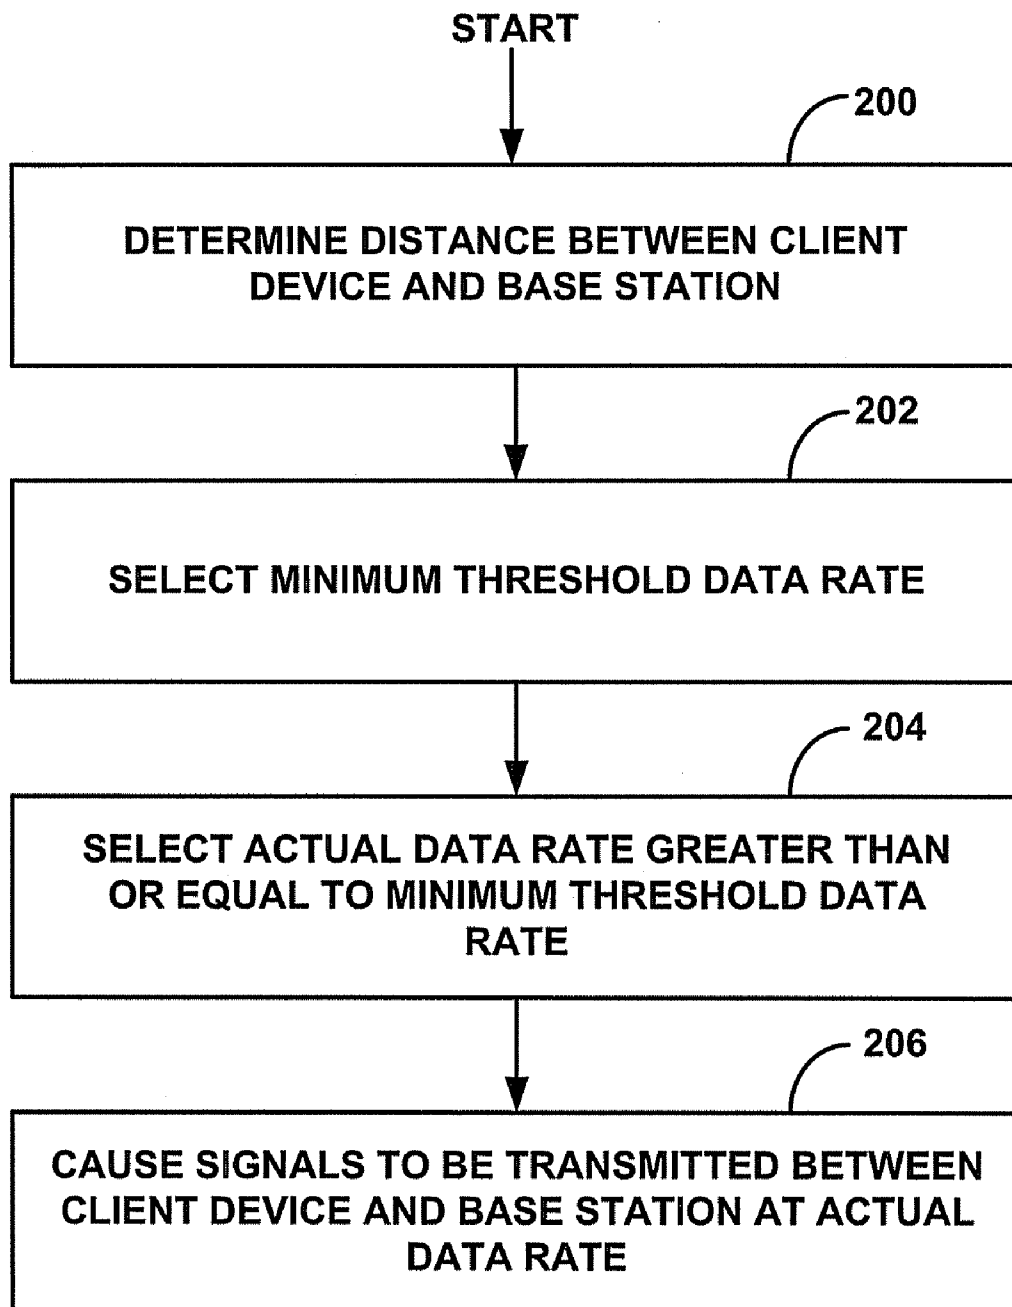 START
200
DETERMINE DISTANCE BETWEEN CLIENT
DEVICE AND BASE STATION
202
SELECT MINIMUM THRESHOLD DATA RATE
204
SELECT ACTUAL DATA RATE GREATER THAN
OR EQUAL TO MINIMUM THRESHOLD DATA
RATE
206
CAUSE SIGNALS TO BE TRANSMITTED BETWEEN
CLIENT DEVICE AND BASE STATION AT ACTUAL
DATA RATE